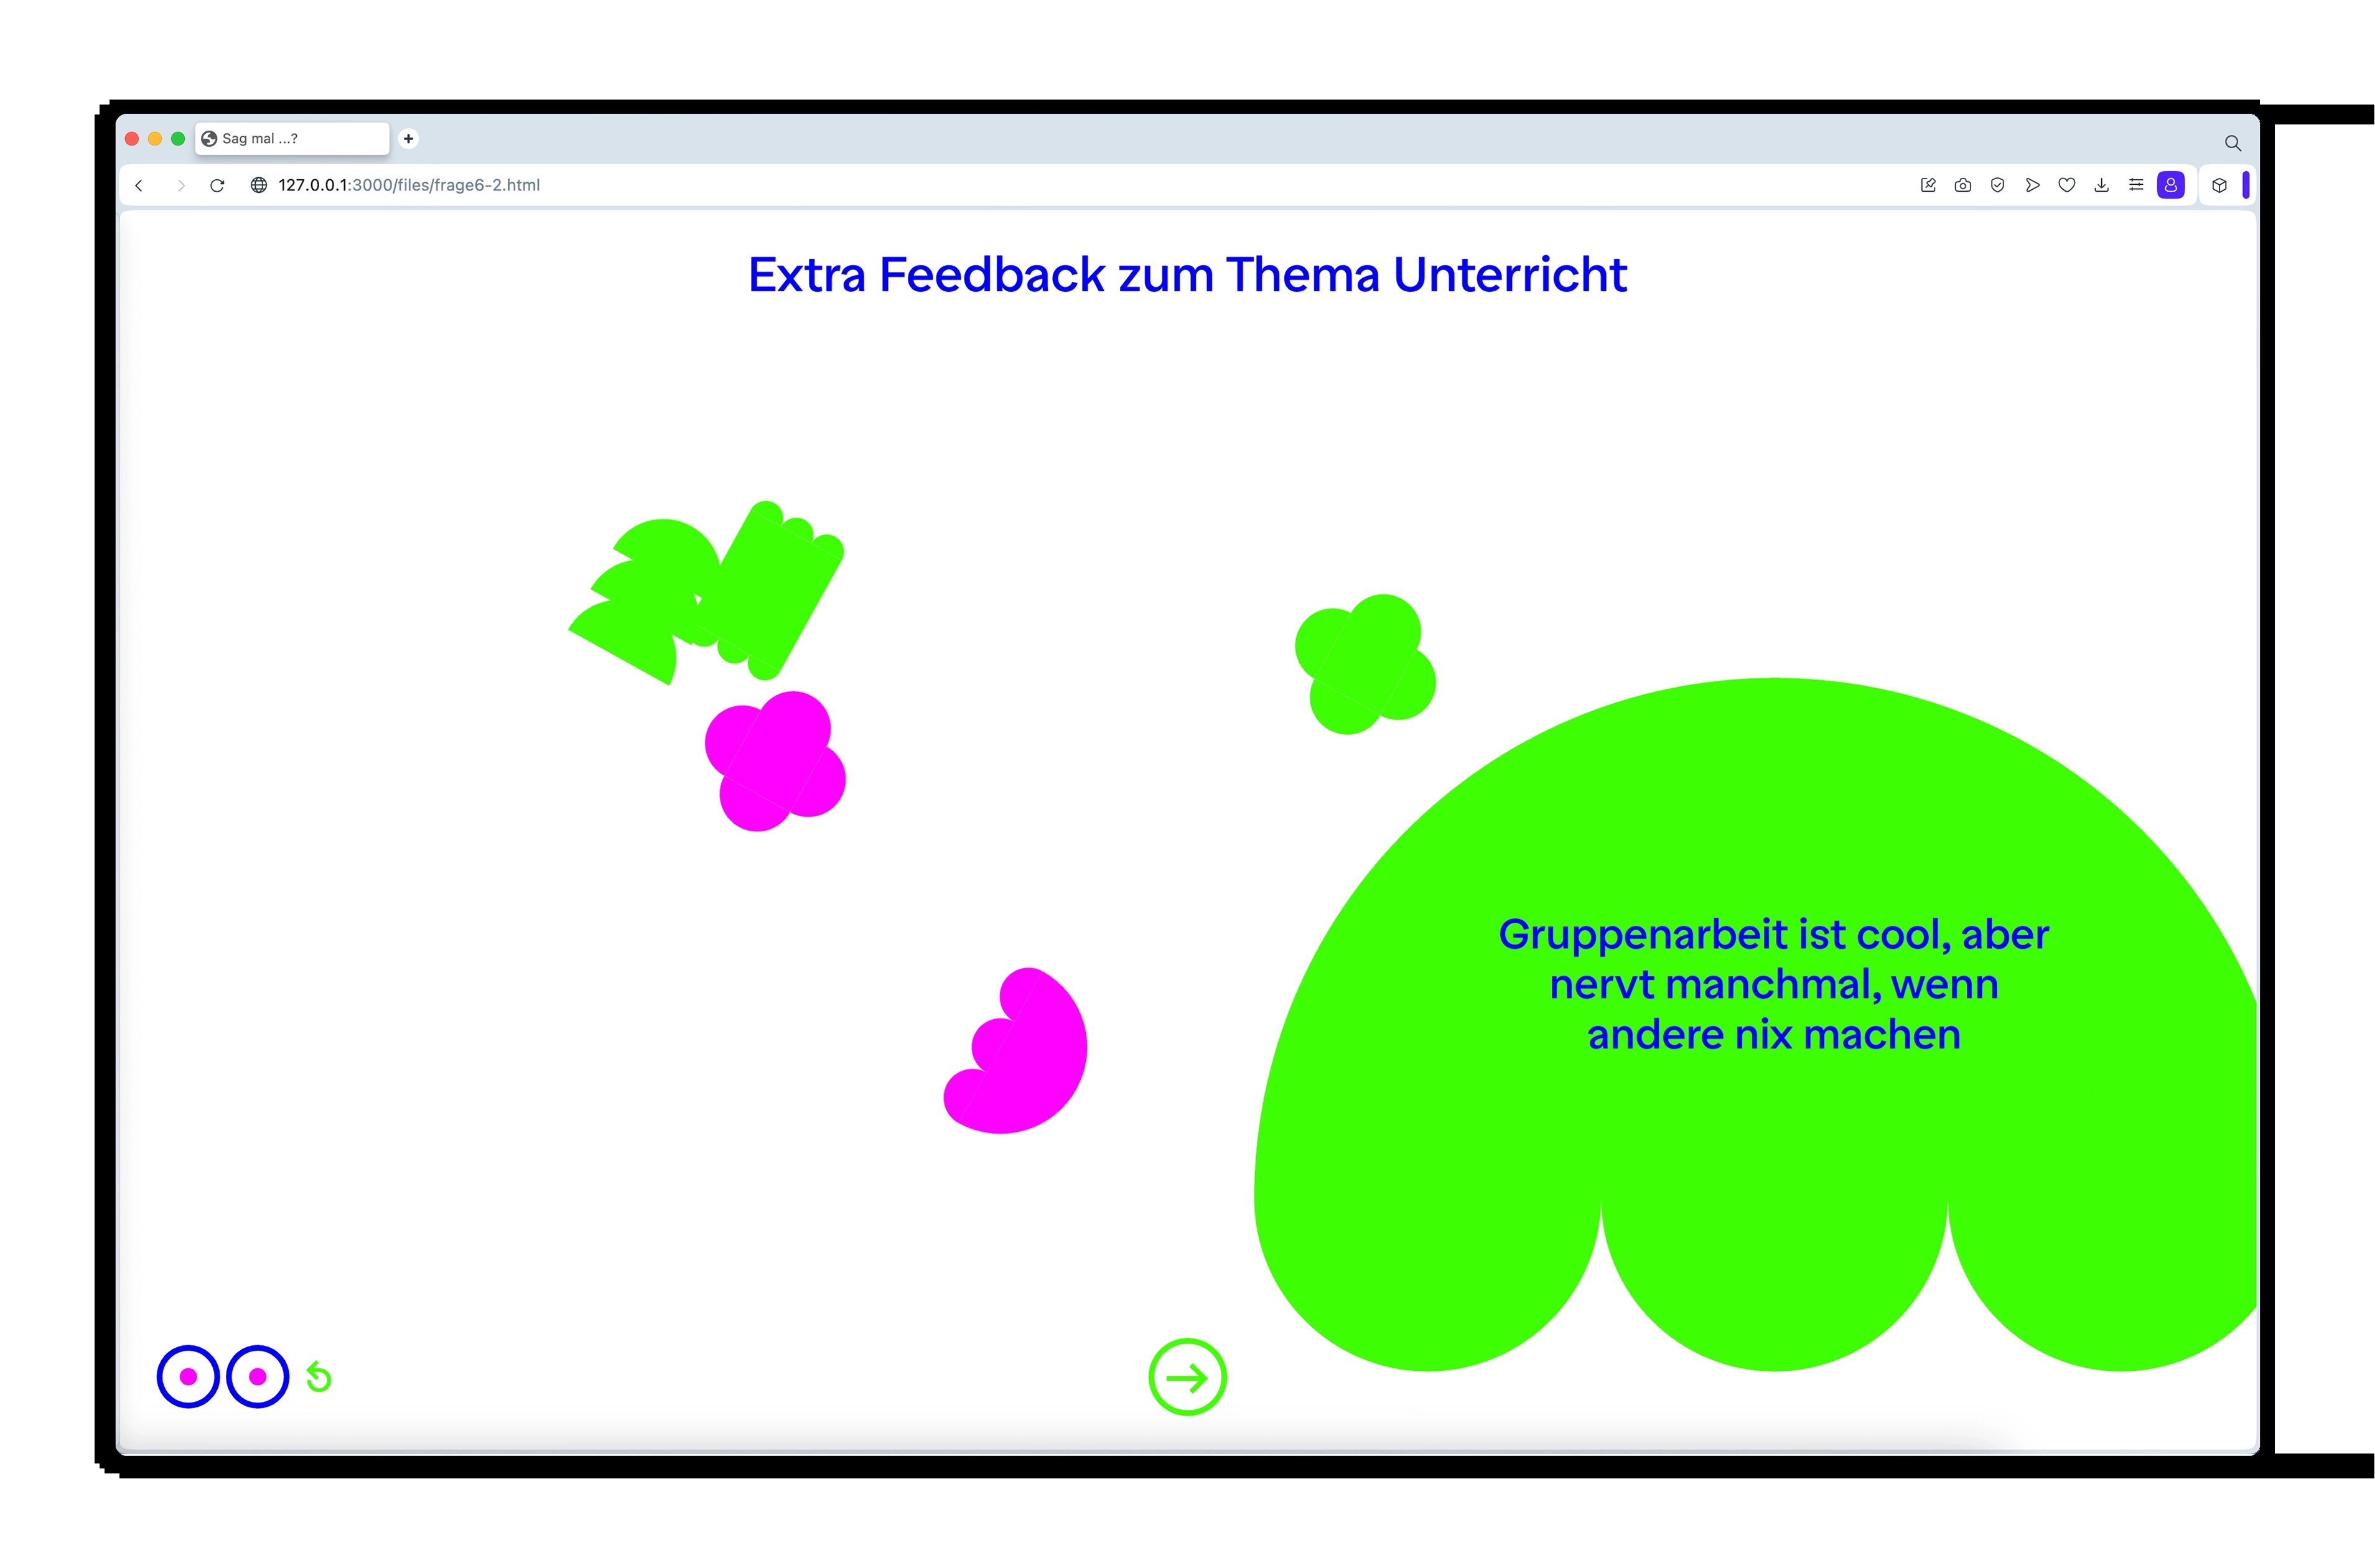 Sag mal ...?
127.0.0.1:3000/files/frage6-2.html
Extra Feedback zum Thema Unterricht
Gruppenarbeit ist cool, aber
nervt manchmal, wenn
andere nix machen